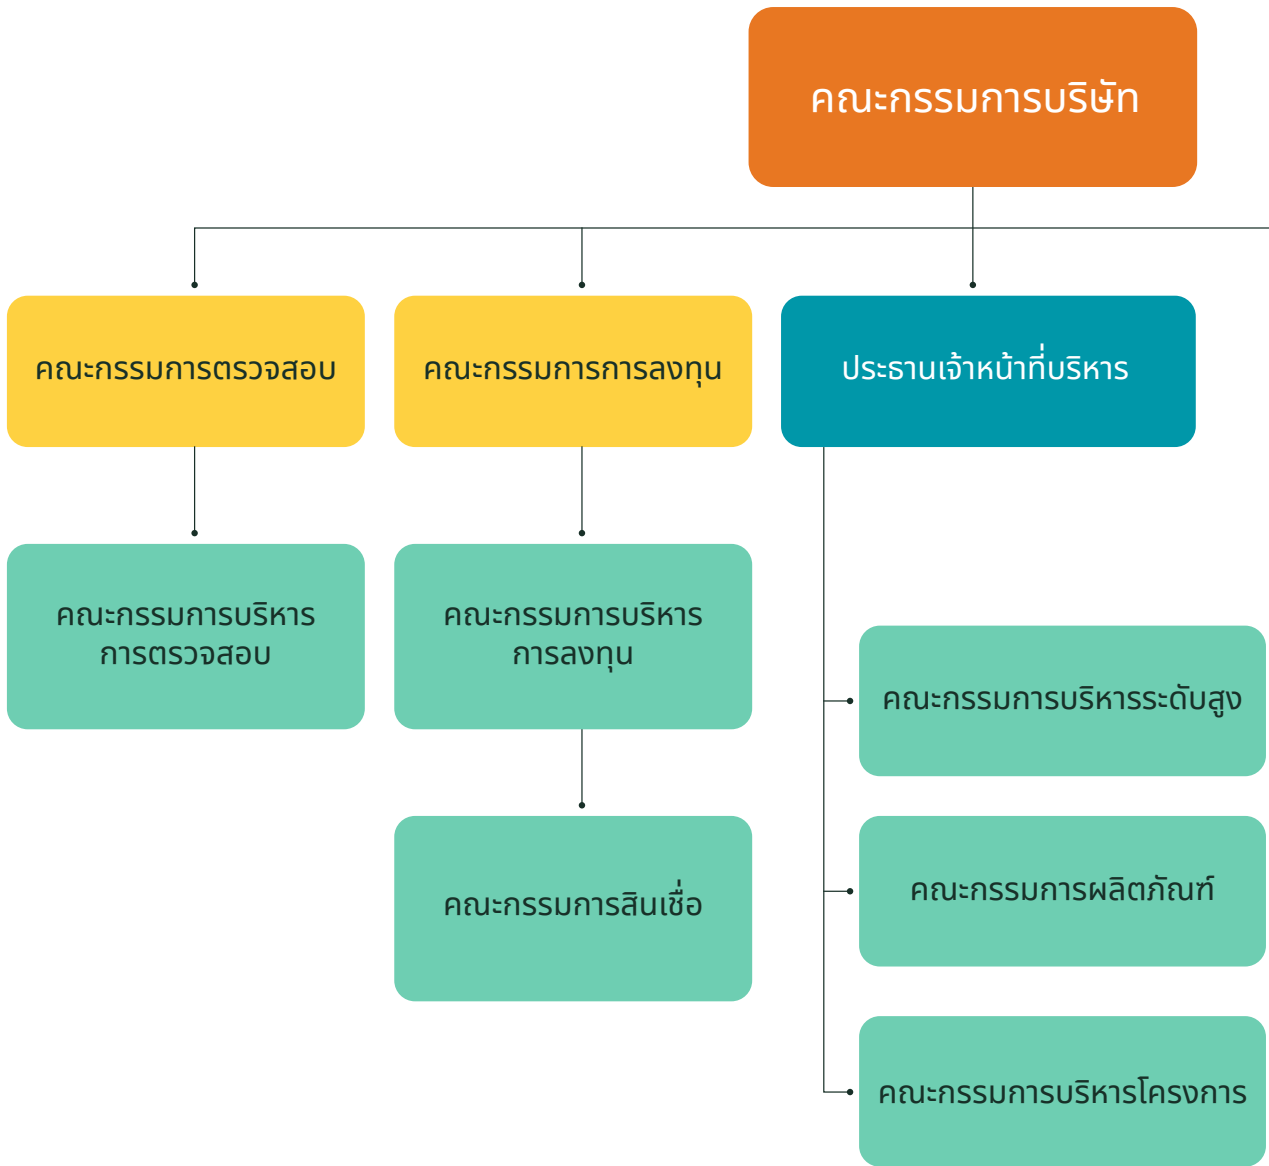 คณะกรรมการบริษัท
คณะกรรมการตรวจสอบ
คณะกรรมการการลงทุน
ประธานเจ้าหน้าที่บริหาร
คณะกรรมการบริหาร
การตรวจสอบ
คณะกรรมการบริหาร
การลงทุน
คณะกรรมการสินเชื่อ
คณะกรรมการบริหารระดับสูง
คณะกรรมการผลิตภัณฑ์
คณะกรรมการบริหารโครงการ